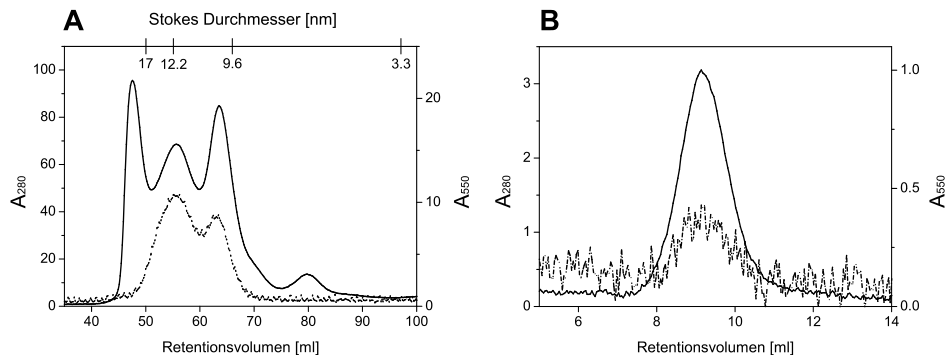 A
Stokes Durchmesser [nm]
17 12.2 9.6 3.3
100
80
60
40
20
0
A280
20
10
0
A550
40 50 60 70 80 90 100
Retentionsvolumen [ml]
B
3
2
1
0
A280
1.0
0.5
0.0
A550
6 8 10 12 14
Retentionsvolumen [ml]